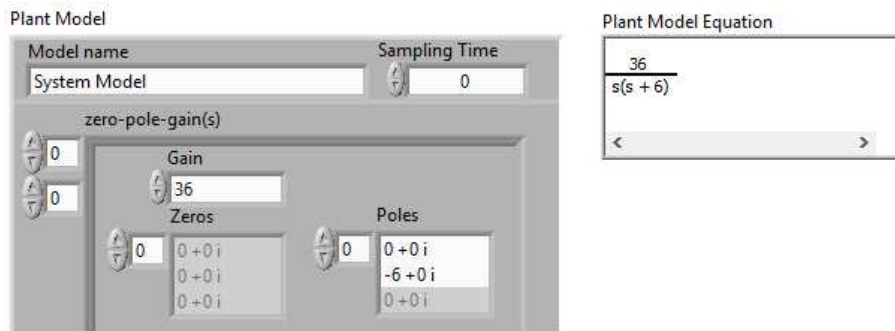 Plant Model
Model name
Sampling Time
System Model
0
zero-pole-gain(s)
0
0
Gain
36
Zeros
0
0 +0 i
0 +0 i
0 +0 i
Poles
0
0 +0 i
-6 +0 i
0 +0 i
Plant Model Equation
36
s(s + 6)